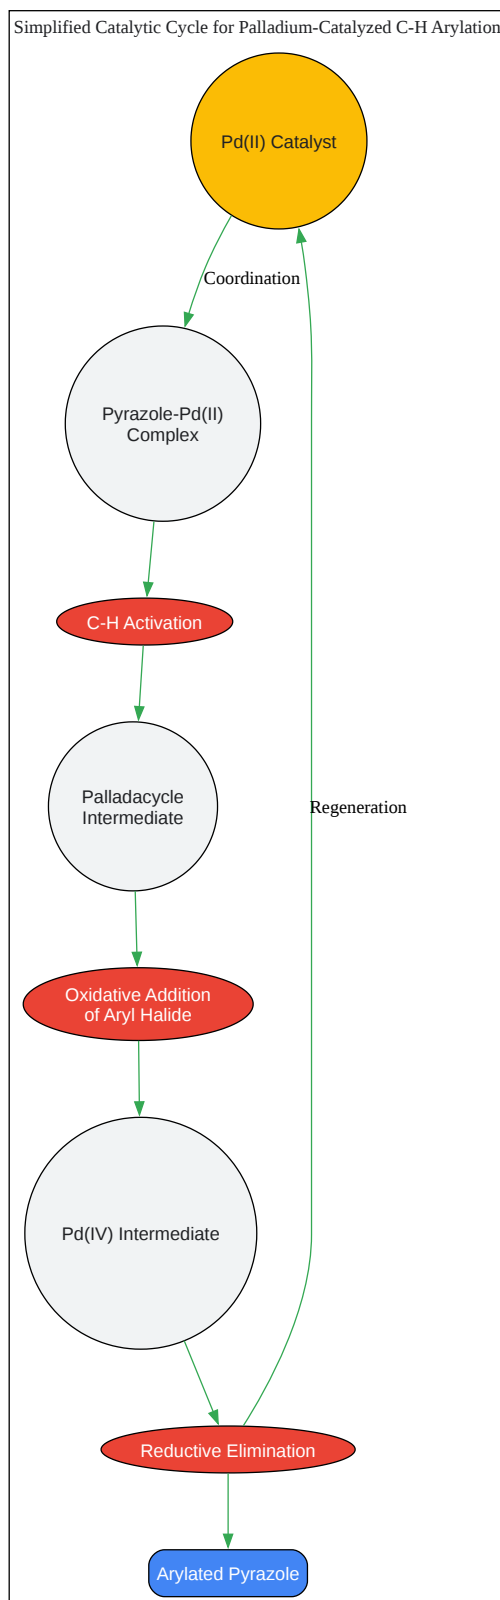 Simplified Catalytic Cycle for Palladium-Catalyzed C-H Arylation
Pd(II) Catalyst
Coordination
Pyrazole-Pd(II)
Complex
C-H Activation
Palladacycle
Intermediate
Regeneration
Oxidative Addition
of Aryl Halide
Pd(IV) Intermediate
Reductive Elimination
Arylated Pyrazole